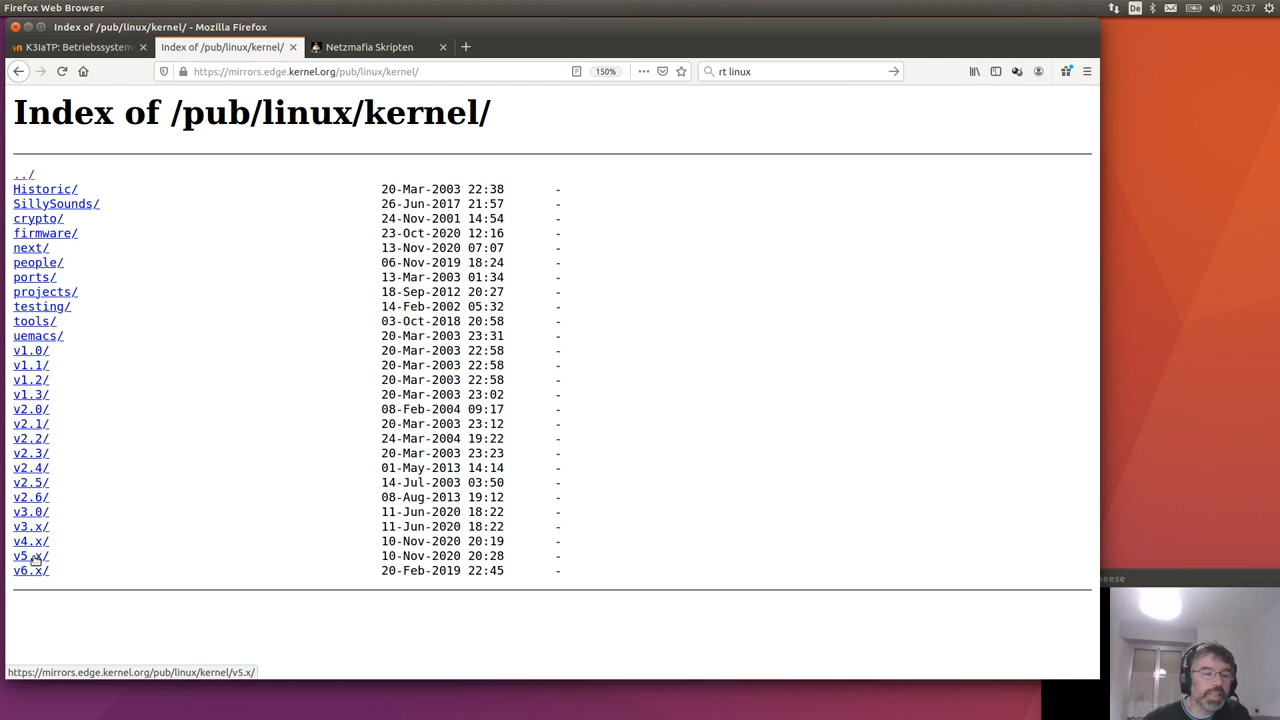 Firefox Web Browser
De
20:37
Index of /pub/linux/kernel/ - Mozilla Firefox
K3IaTP: Betriebssystem
Index of /pub/linux/kernel/
Netzmafia Skripten
https://mirrors.edge.kernel.org/pub/linux/kernel/
150%
rt linux
Index of /pub/linux/kernel/
../
Historic/ 20-Mar-2003 22:38 -
SillySounds/ 26-Jun-2017 21:57 -
crypto/ 24-Nov-2001 14:54 -
firmware/ 23-Oct-2020 12:16 -
next/ 13-Nov-2020 07:07 -
people/ 06-Nov-2019 18:24 -
ports/ 13-Mar-2003 01:34 -
projects/ 18-Sep-2012 20:27 -
testing/ 14-Feb-2002 05:32 -
tools/ 03-Oct-2018 20:58 -
uemacs/ 20-Mar-2003 23:31 -
v1.0/ 20-Mar-2003 22:58 -
v1.1/ 20-Mar-2003 22:58 -
v1.2/ 20-Mar-2003 22:58 -
v1.3/ 20-Mar-2003 23:02 -
v2.0/ 08-Feb-2004 09:17 -
v2.1/ 20-Mar-2003 23:12 -
v2.2/ 24-Mar-2004 19:22 -
v2.3/ 20-Mar-2003 23:23 -
v2.4/ 01-May-2013 14:14 -
v2.5/ 14-Jul-2003 03:50 -
v2.6/ 08-Aug-2013 19:12 -
v3.0/ 11-Jun-2020 18:22 -
v3.x/ 11-Jun-2020 18:22 -
v4.x/ 10-Nov-2020 20:19 -
v5.x/ 10-Nov-2020 20:28 -
v6.x/ 20-Feb-2019 22:45 -
eese
https://mirrors.edge.kernel.org/pub/linux/kernel/v5.x/